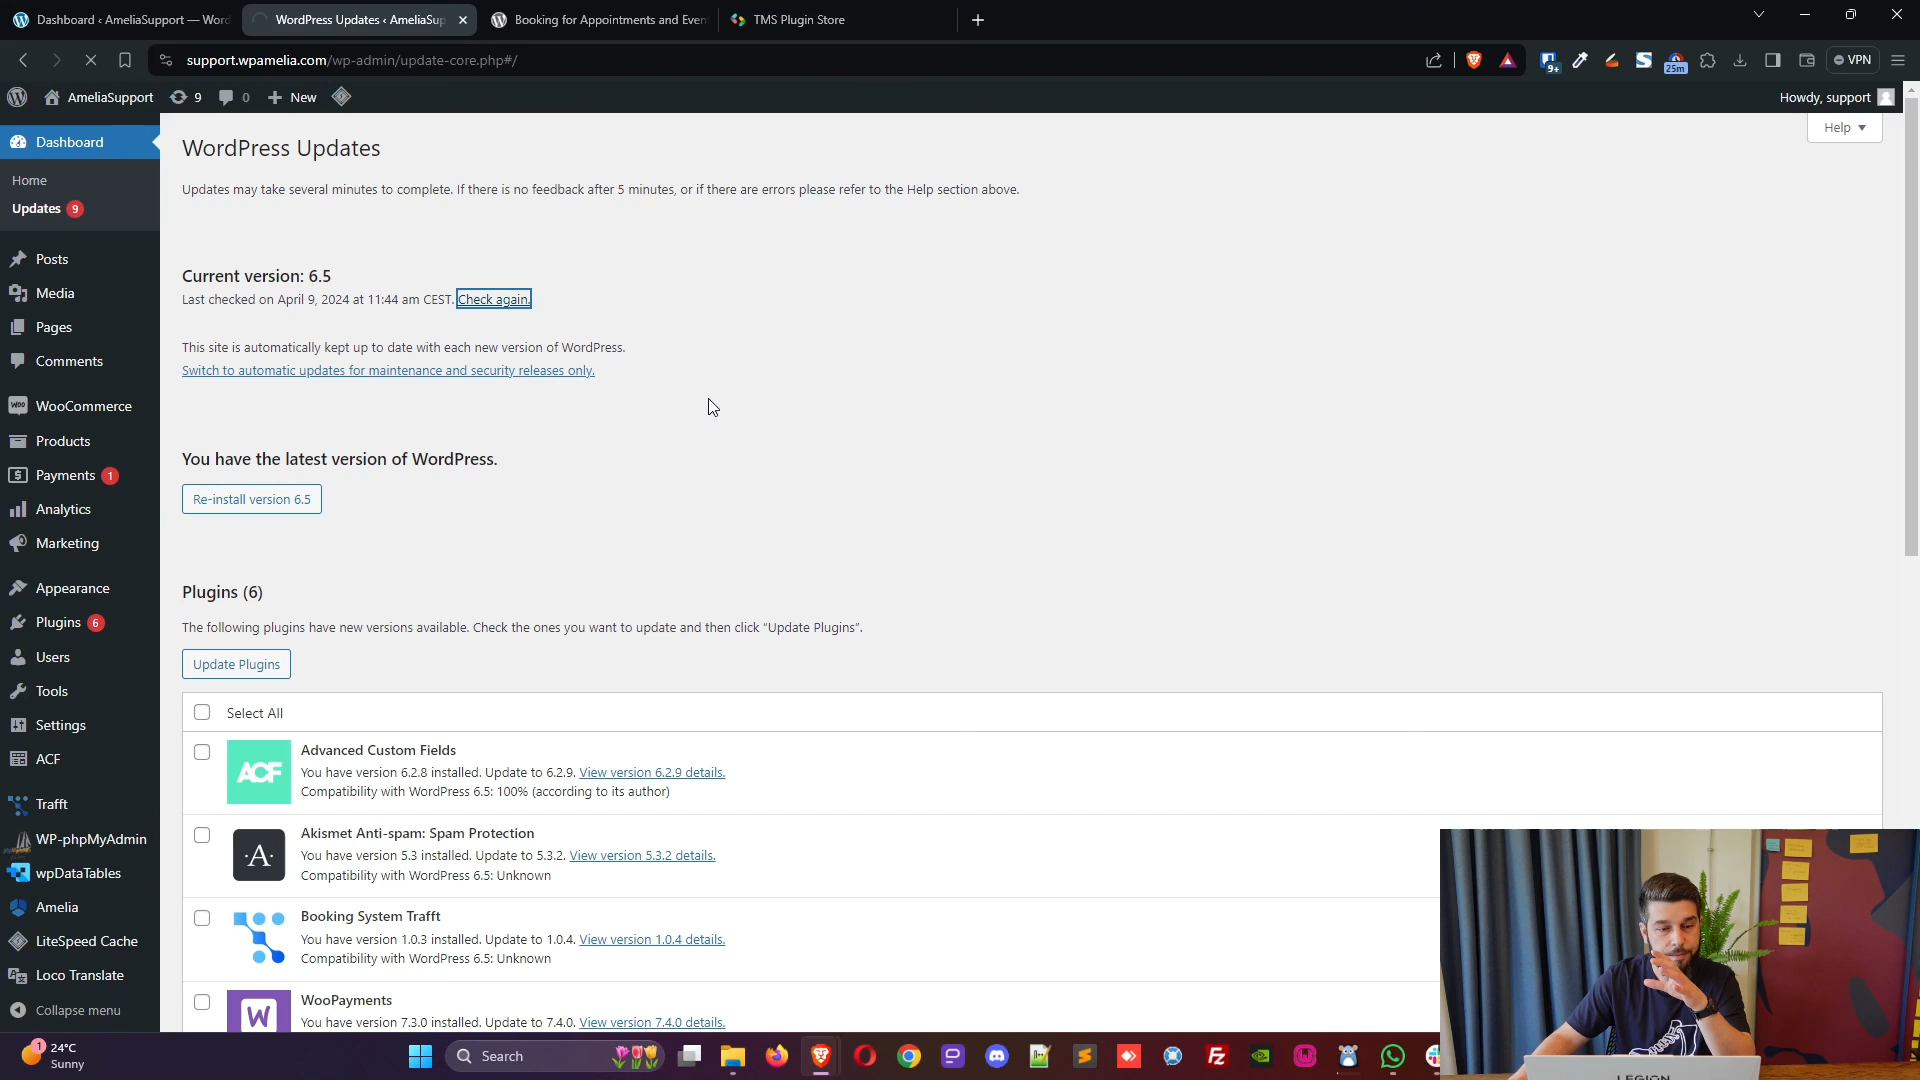 Dashboard ‹ AmeliaSupport — Word
WordPress Updates ‹ AmeliaSup
Booking for Appointments and Even
TMS Plugin Store
support.wpamelia.com/wp-admin/update-core.php#/
9+
25m
VPN
AmeliaSupport
9
0
New
Howdy, support
Dashboard
Home
Updates 9
Posts
Media
Pages
Comments
WooCommerce
Products
Payments 1
Analytics
Marketing
Appearance
Plugins 6
Users
Tools
Settings
ACF
Trafft
WP-phpMyAdmin
wpDataTables
Amelia
LiteSpeed Cache
Loco Translate
Collapse menu
Help
WordPress Updates
Updates may take several minutes to complete. If there is no feedback after 5 minutes, or if there are errors please refer to the Help section above.
Current version: 6.5
Last checked on April 9, 2024 at 11:44 am CEST. Check again.
This site is automatically kept up to date with each new version of WordPress.
Switch to automatic updates for maintenance and security releases only.
You have the latest version of WordPress.
Re-install version 6.5
Plugins (6)
The following plugins have new versions available. Check the ones you want to update and then click “Update Plugins”.
Update Plugins
Select All
ACF
Advanced Custom Fields
You have version 6.2.8 installed. Update to 6.2.9. View version 6.2.9 details.
Compatibility with WordPress 6.5: 100% (according to its author)
·A·
Akismet Anti-spam: Spam Protection
You have version 5.3 installed. Update to 5.3.2. View version 5.3.2 details.
Compatibility with WordPress 6.5: Unknown
Booking System Trafft
You have version 1.0.3 installed. Update to 1.0.4. View version 1.0.4 details.
Compatibility with WordPress 6.5: Unknown
W
WooPayments
You have version 7.3.0 installed. Update to 7.4.0. View version 7.4.0 details.
1
24°C
Sunny
Search
LEGION